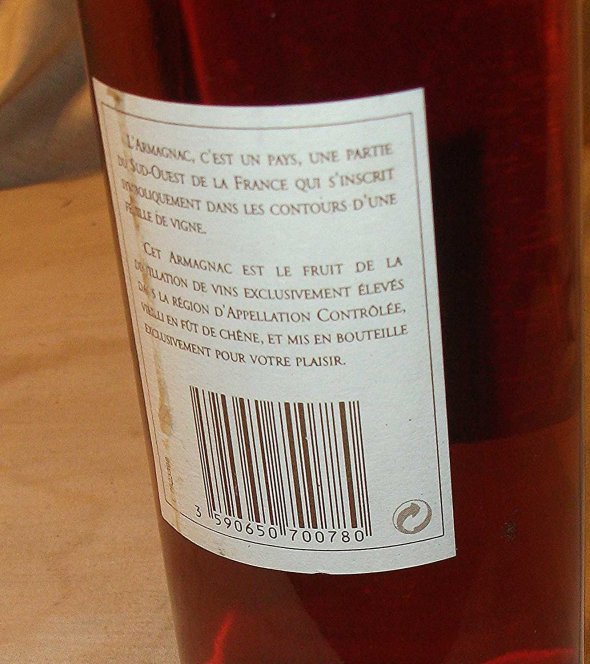 L'Armagnac, c'est un pays, une partie
du Sud-Ouest de la France qui s'inscrit
symboliquement dans les contours d'une
feuille de vigne.
Cet Armagnac est le fruit de la
distillation de vins exclusivement élevés
dans la région d'Appellation Contrôlée,
vieilli en fût de chêne, et mis en bouteille
exclusivement pour votre plaisir.
3 590650 700780